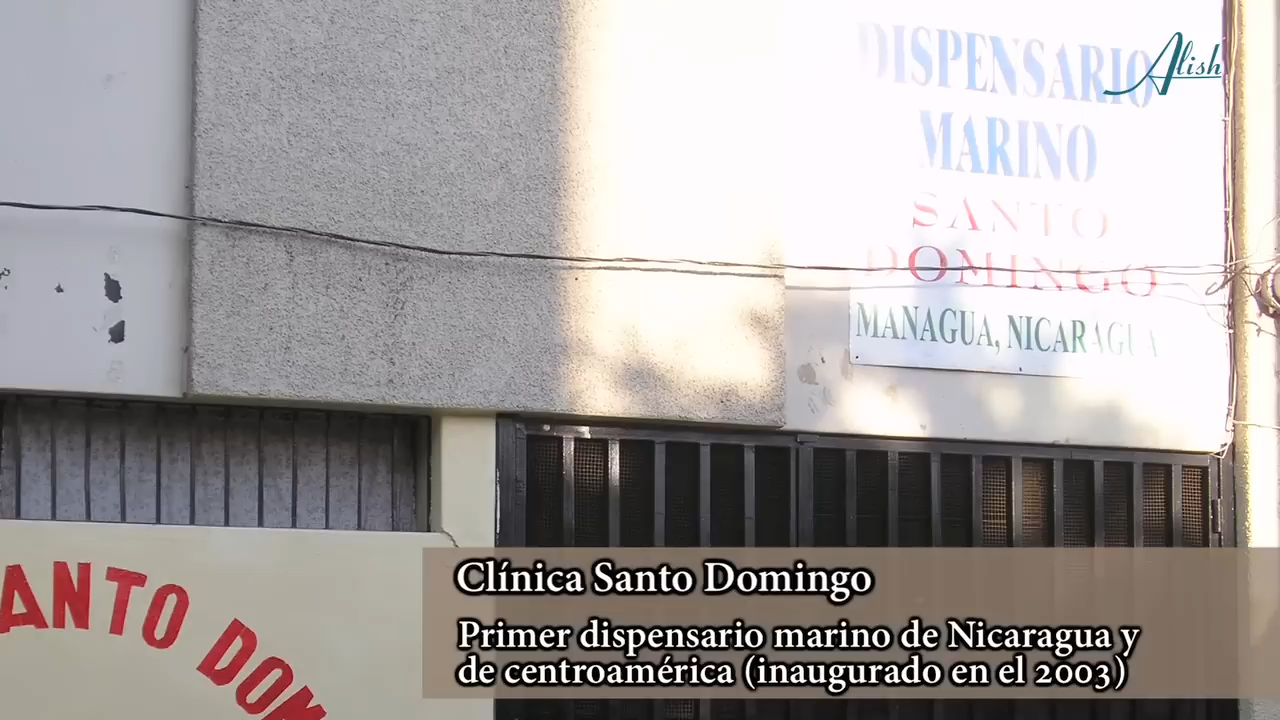 DISPENSARIO
MARINO
SANTO
DOMINGO
MANAGUA, NICARAGUA
Alish
ANTO DOM
Clínica Santo Domingo
Primer dispensario marino de Nicaragua y
de centroamérica (inaugurado en el 2003)